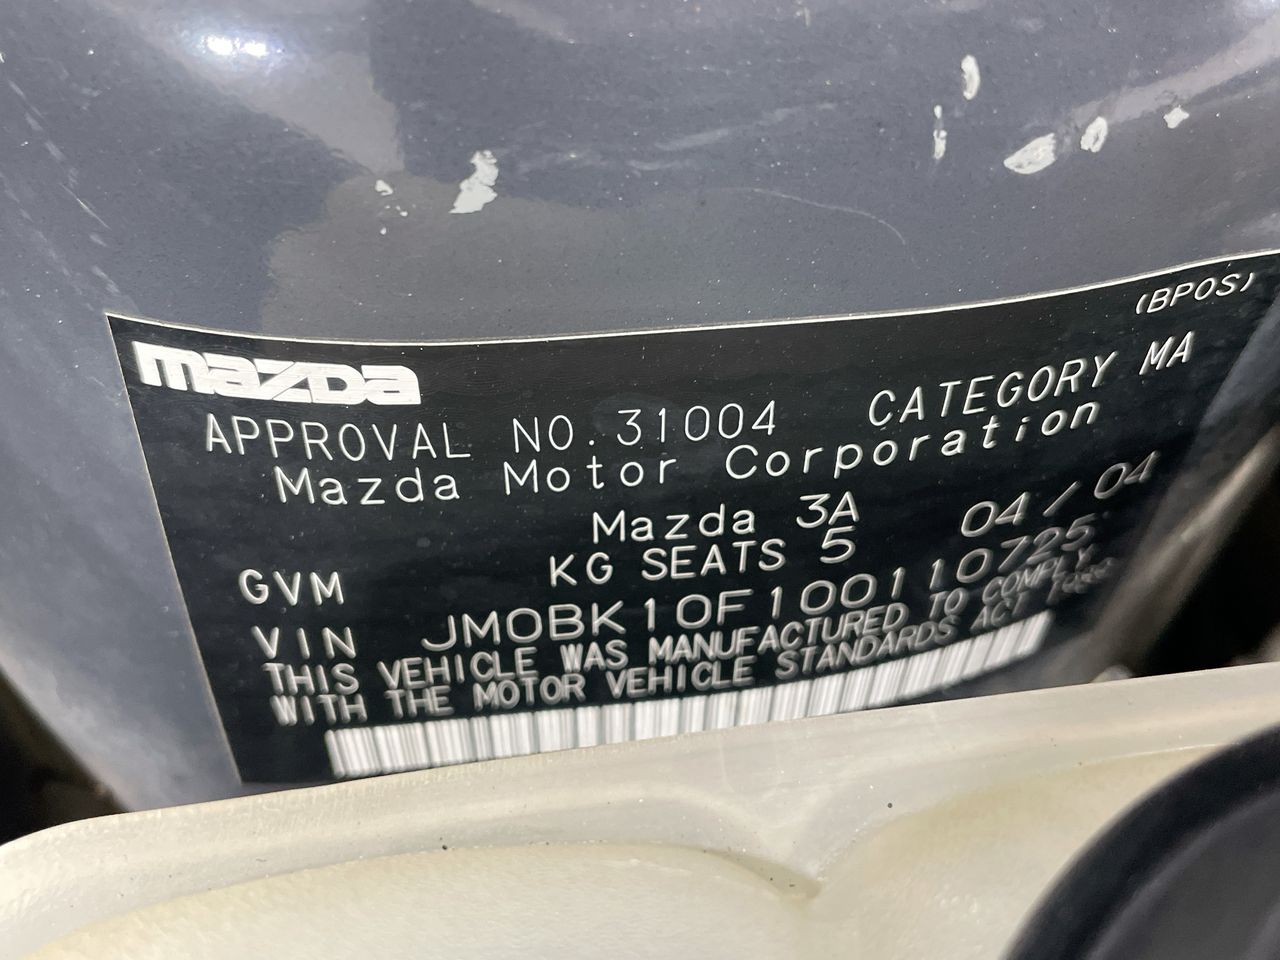 (BPOS)
mazda
APPROVAL NO.31004 CATEGORY MA
Mazda Motor Corporation
Mazda 3A 04/04
GVM KG SEATS 5
VIN JM0BK10F100110725
THIS VEHICLE WAS MANUFACTURED TO COMPLY
WITH THE MOTOR VEHICLE STANDARDS ACT